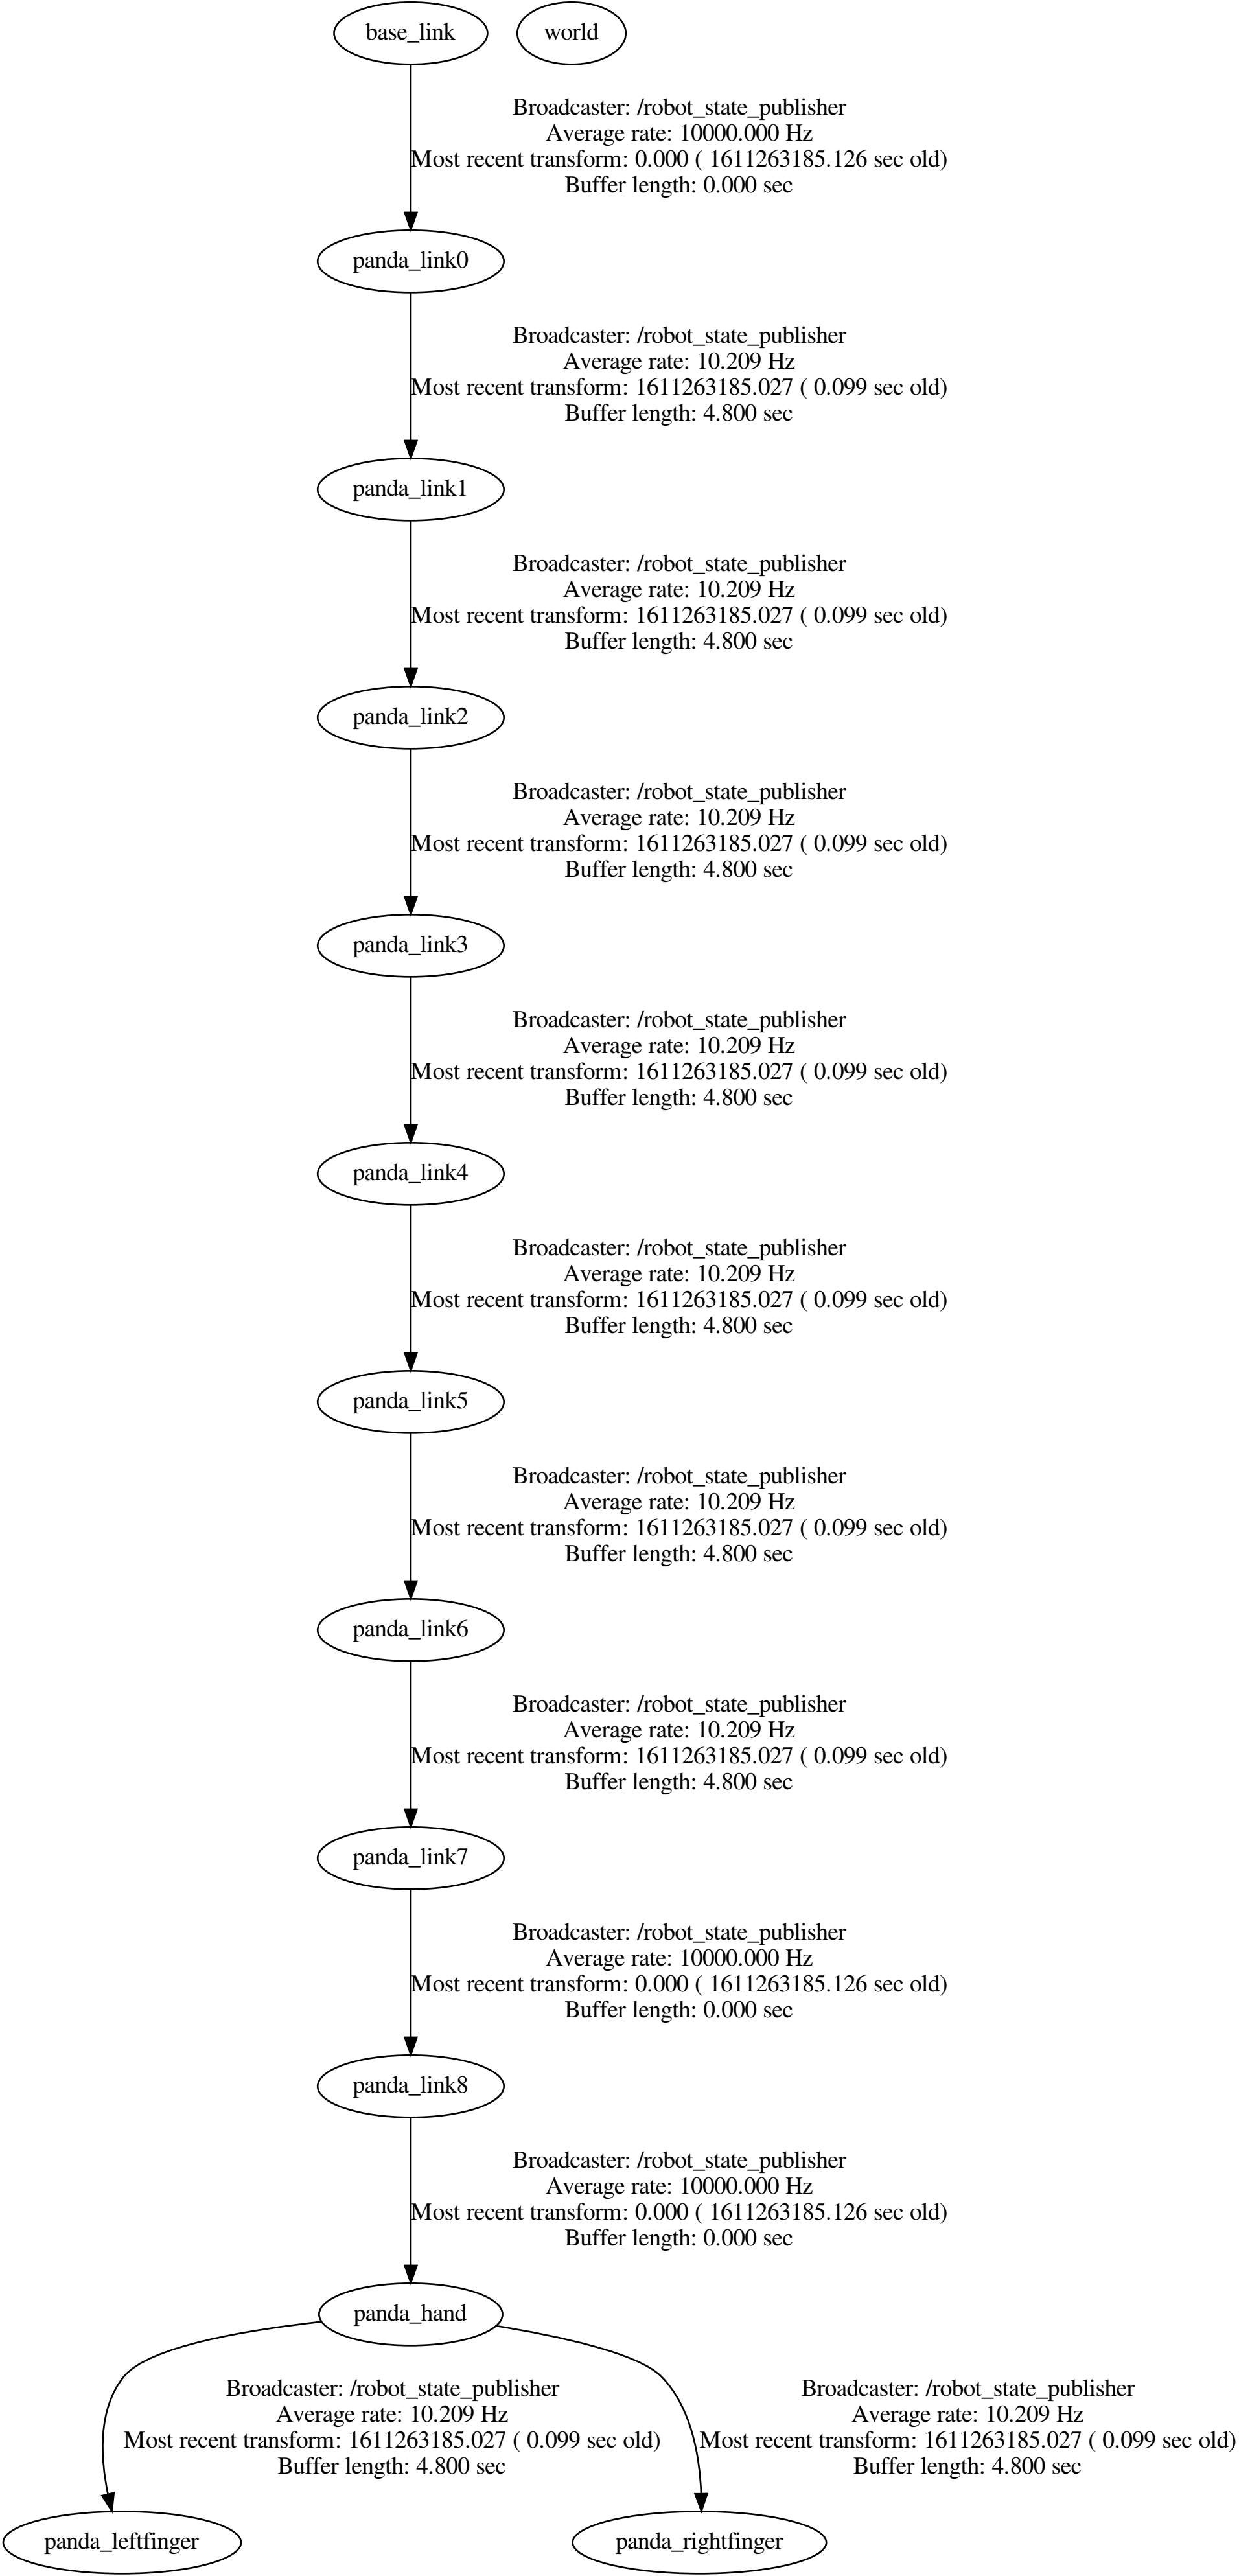 base_link
world
Broadcaster: /robot_state_publisher
Average rate: 10000.000 Hz
Most recent transform: 0.000 ( 1611263185.126 sec old)
Buffer length: 0.000 sec
panda_link0
Broadcaster: /robot_state_publisher
Average rate: 10.209 Hz
Most recent transform: 1611263185.027 ( 0.099 sec old)
Buffer length: 4.800 sec
panda_link1
Broadcaster: /robot_state_publisher
Average rate: 10.209 Hz
Most recent transform: 1611263185.027 ( 0.099 sec old)
Buffer length: 4.800 sec
panda_link2
Broadcaster: /robot_state_publisher
Average rate: 10.209 Hz
Most recent transform: 1611263185.027 ( 0.099 sec old)
Buffer length: 4.800 sec
panda_link3
Broadcaster: /robot_state_publisher
Average rate: 10.209 Hz
Most recent transform: 1611263185.027 ( 0.099 sec old)
Buffer length: 4.800 sec
panda_link4
Broadcaster: /robot_state_publisher
Average rate: 10.209 Hz
Most recent transform: 1611263185.027 ( 0.099 sec old)
Buffer length: 4.800 sec
panda_link5
Broadcaster: /robot_state_publisher
Average rate: 10.209 Hz
Most recent transform: 1611263185.027 ( 0.099 sec old)
Buffer length: 4.800 sec
panda_link6
Broadcaster: /robot_state_publisher
Average rate: 10.209 Hz
Most recent transform: 1611263185.027 ( 0.099 sec old)
Buffer length: 4.800 sec
panda_link7
Broadcaster: /robot_state_publisher
Average rate: 10000.000 Hz
Most recent transform: 0.000 ( 1611263185.126 sec old)
Buffer length: 0.000 sec
panda_link8
Broadcaster: /robot_state_publisher
Average rate: 10000.000 Hz
Most recent transform: 0.000 ( 1611263185.126 sec old)
Buffer length: 0.000 sec
panda_hand
Broadcaster: /robot_state_publisher
Average rate: 10.209 Hz
Most recent transform: 1611263185.027 ( 0.099 sec old)
Buffer length: 4.800 sec
Broadcaster: /robot_state_publisher
Average rate: 10.209 Hz
Most recent transform: 1611263185.027 ( 0.099 sec old)
Buffer length: 4.800 sec
panda_leftfinger
panda_rightfinger